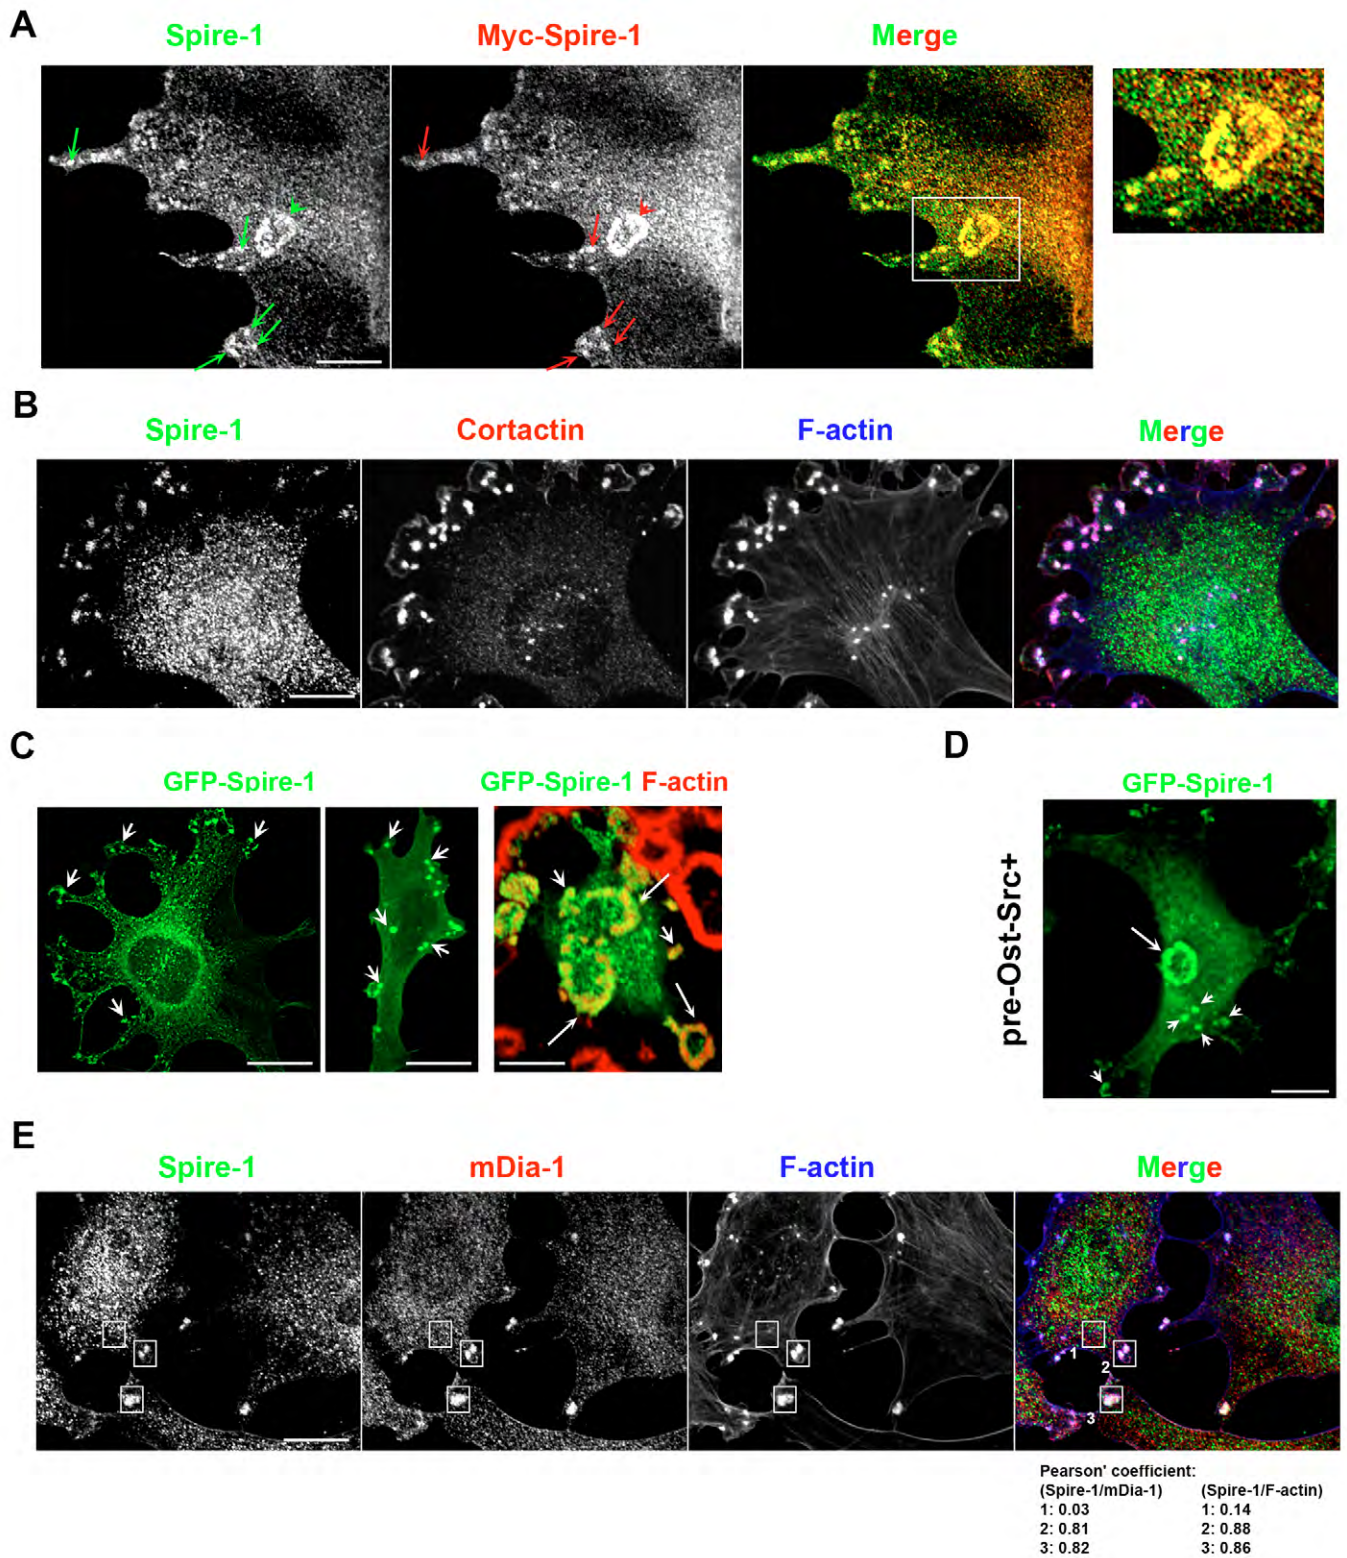 A
Spire-1 Myc-Spire-1 Merge
B
Spire-1 Cortactin F-actin Merge
C
GFP-Spire-1 GFP-Spire-1 F-actin
D
GFP-Spire-1
pre-Ost-Src+
E
Spire-1 mDia-1 F-actin Merge
1
2
3
Pearson' coefficient:
(Spire-1/mDia-1) (Spire-1/F-actin)
1: 0.03 1: 0.14
2: 0.81 2: 0.88
3: 0.82 3: 0.86